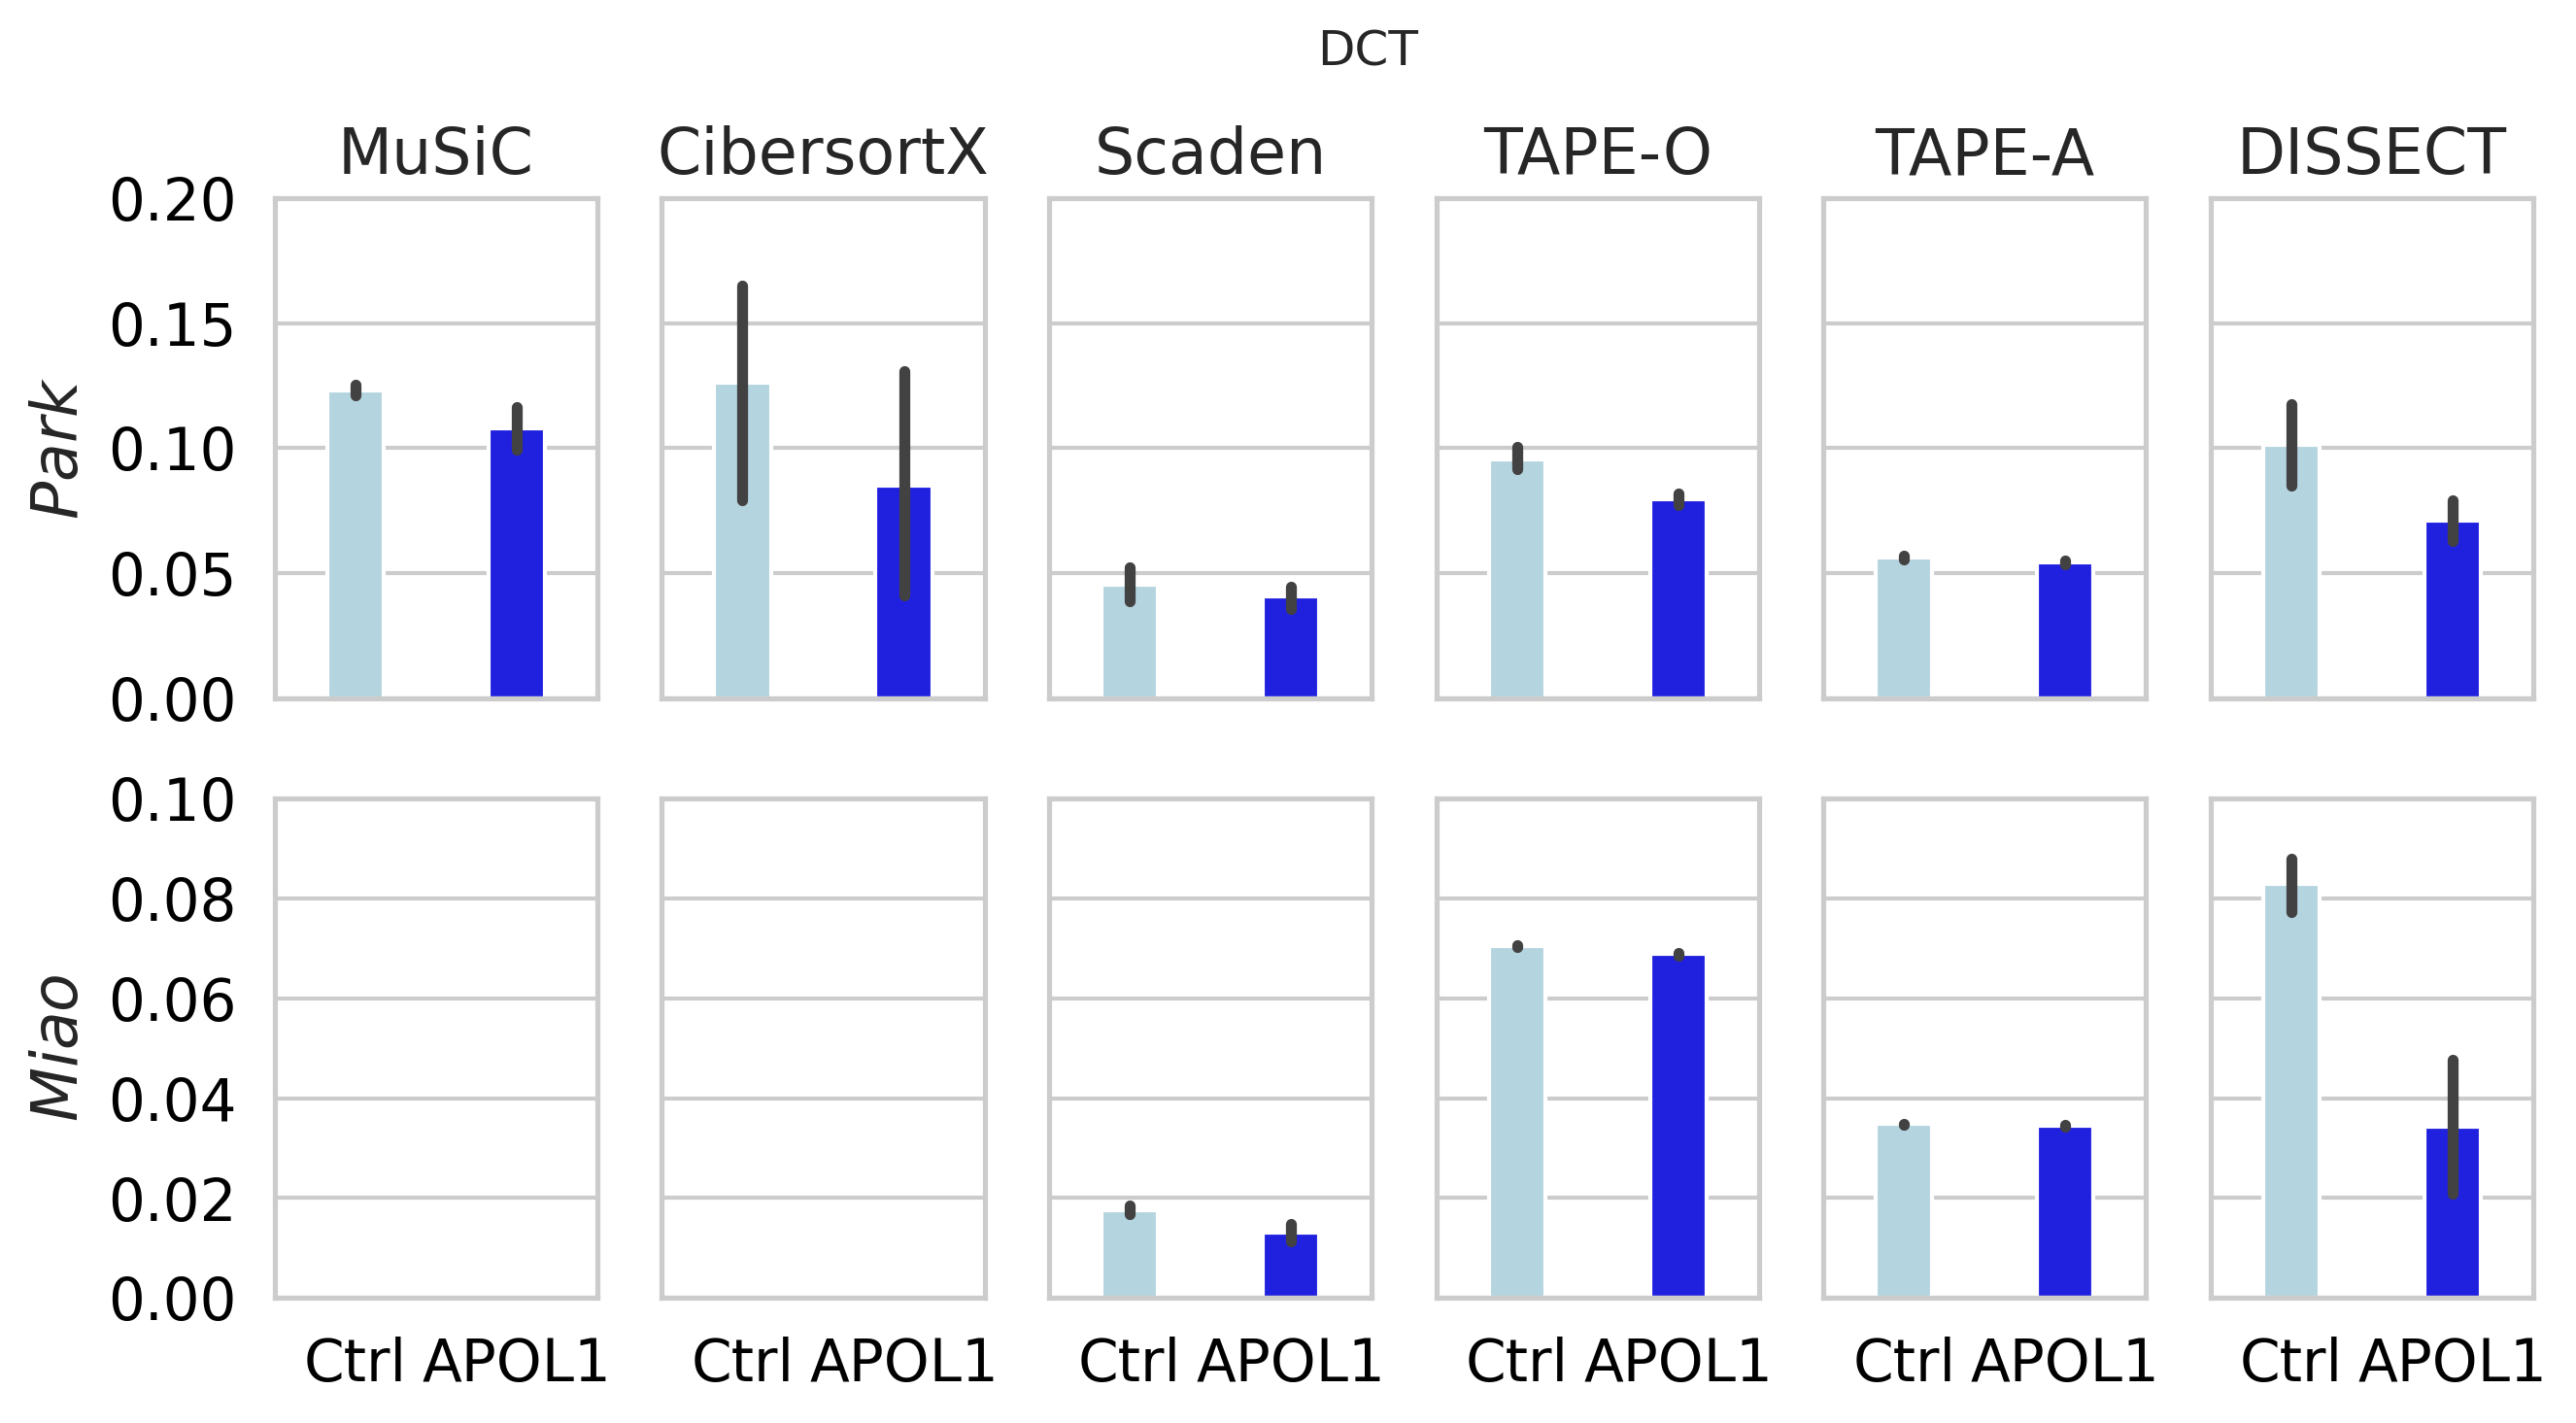 DCT
MuSiC CibersortX Scaden TAPE-O TAPE-A DISSECT
0.20
0.15
0.10
0.05
0.00
Park
0.10
0.08
0.06
0.04
0.02
0.00
Miao
Ctrl APOL1 Ctrl APOL1 Ctrl APOL1 Ctrl APOL1 Ctrl APOL1 Ctrl APOL1